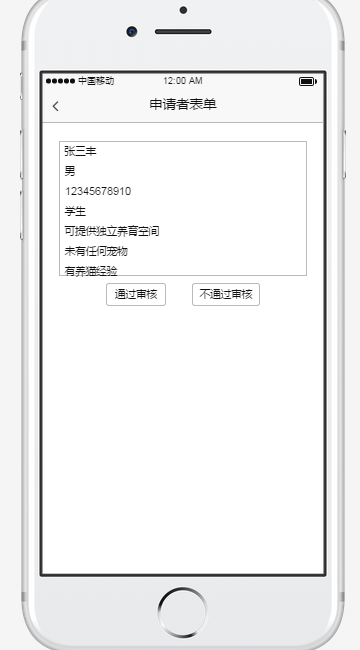 中国移动 12:00 AM
申请者表单
张三丰
男
12345678910
学生
可提供独立养育空间
未有任何宠物
有养猫经验
通过审核 不通过审核